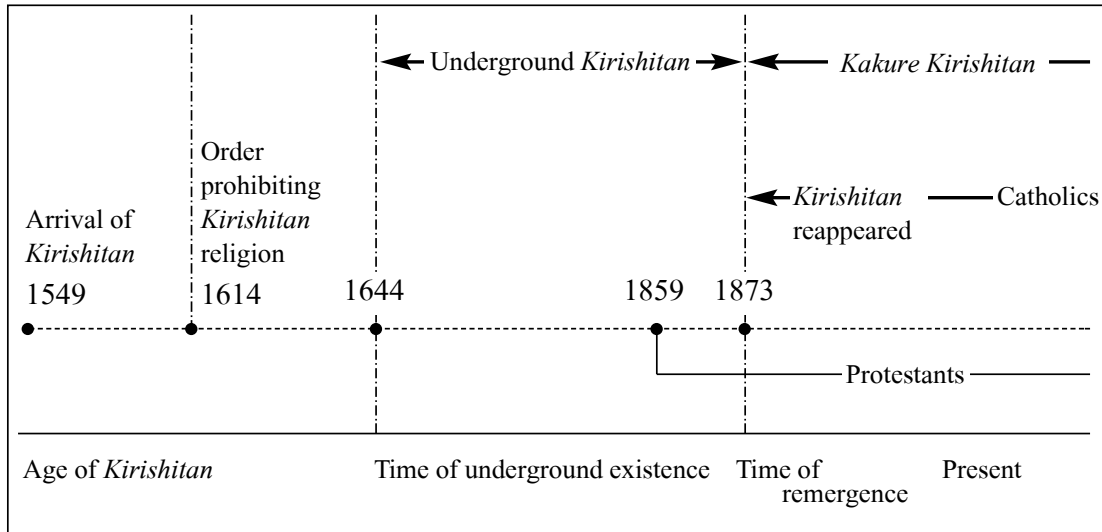 Underground Kirishitan
Kakure Kirishitan
Order
prohibiting
Kirishitan
religion
Arrival of
Kirishitan
Kirishitan
reappeared
Catholics
1549
1614
1644
1859
1873
Protestants
Age of Kirishitan
Time of underground existence
Time of
remergence
Present